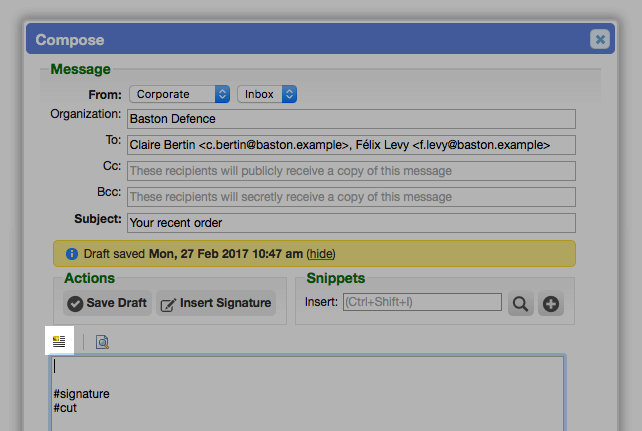 Compose
Message
From: Corporate Inbox
Organization: Baston Defence
To: Claire Bertin <c.bertin@baston.example>, Félix Levy <f.levy@baston.example>
Cc: These recipients will publicly receive a copy of this message
Bcc: These recipients will secretly receive a copy of this message
Subject: Your recent order
Draft saved Mon, 27 Feb 2017 10:47 am (hide)
Actions Snippets
Save Draft Insert Signature Insert: (Ctrl+Shift+I)
#signature
#cut